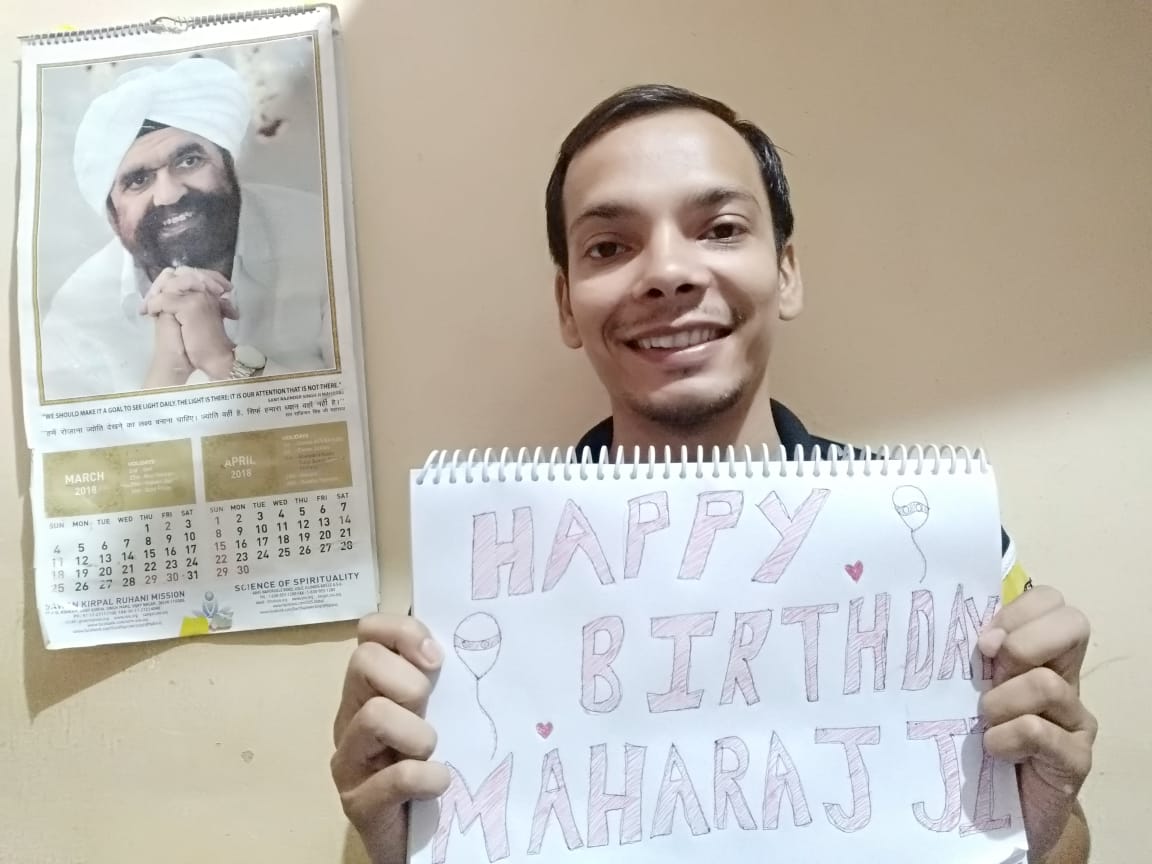 "WE SHOULD MAKE IT A GOAL TO SEE LIGHT DAILY. THE LIGHT IS THERE; IT IS OUR ATTENTION THAT IS NOT THERE."
SANT RAJINDER SINGH JI MAHARAJ
"हमें रोज़ाना ज्योति देखने का लक्ष्य बनाना चाहिए। ज्योति वहीं है, सिर्फ़ हमारा ध्यान वहाँ नहीं है।"
संत राजिन्दर सिंह जी महाराज
MARCH
2018
HOLIDAYS
SUN MON TUE WED THU FRI SAT
1 2 3
4 5 6 7 8 9 10
11 12 13 14 15 16 17
18 19 20 21 22 23 24
25 26 27 28 29 30 31
APRIL
2018
HOLIDAYS
SUN MON TUE WED THU FRI SAT
1 2 3 4 5 6 7
8 9 10 11 12 13 14
15 16 17 18 19 20 21
22 23 24 25 26 27 28
29 30
SAWAN KIRPAL RUHANI MISSION
SCIENCE OF SPIRITUALITY
HAPPY
BIRTHDAY
MAHARAJ JI